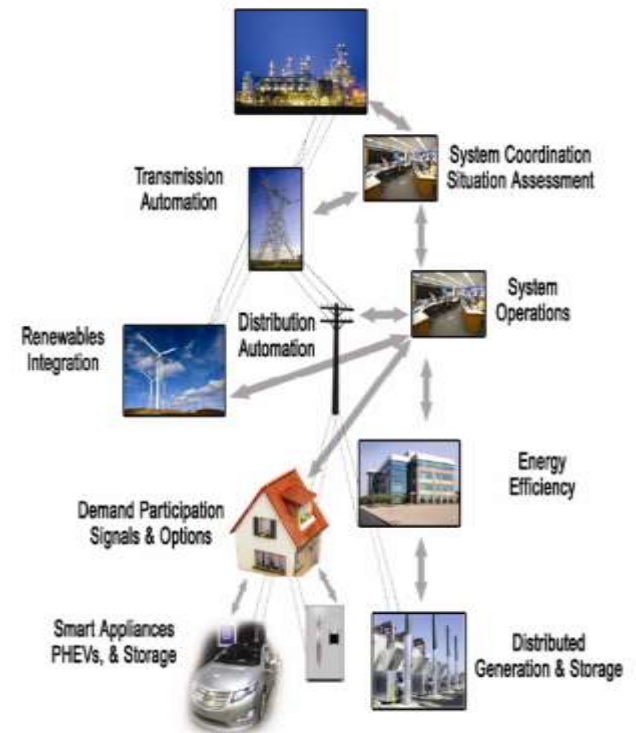 System Coordination
Situation Assessment
Transmission
Automation
System
Operations
Distribution
Automation
Renewables
Integration
Energy
Efficiency
Demand Participation
Signals & Options
Smart Appliances
PHEVs, & Storage
Distributed
Generation & Storage